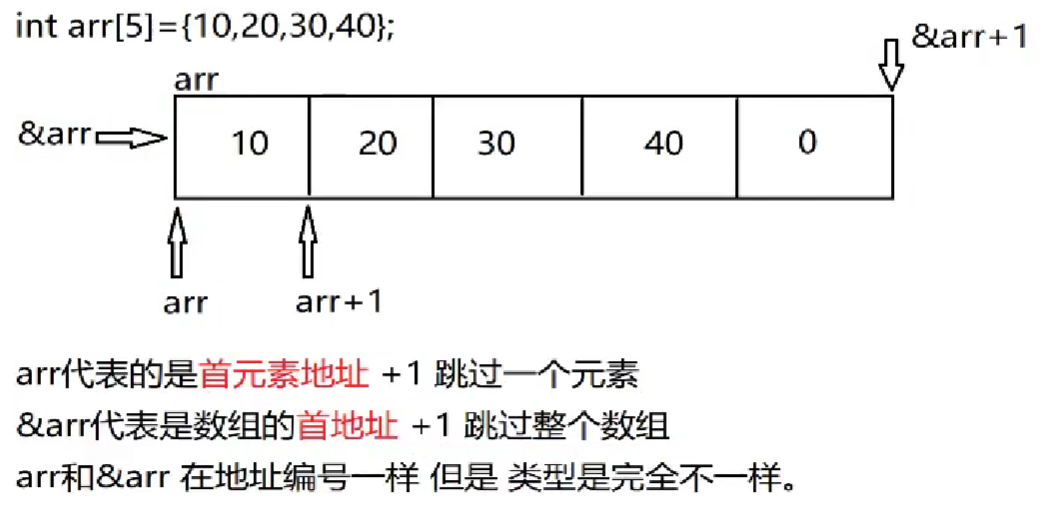 int arr[5]={10,20,30,40};
&arr+1
arr
&arr
10 20 30 40 0
arr arr+1
arr代表的是首元素地址 +1 跳过一个元素
&arr代表是数组的首地址 +1 跳过整个数组
arr和&arr 在地址编号一样 但是 类型是完全不一样。